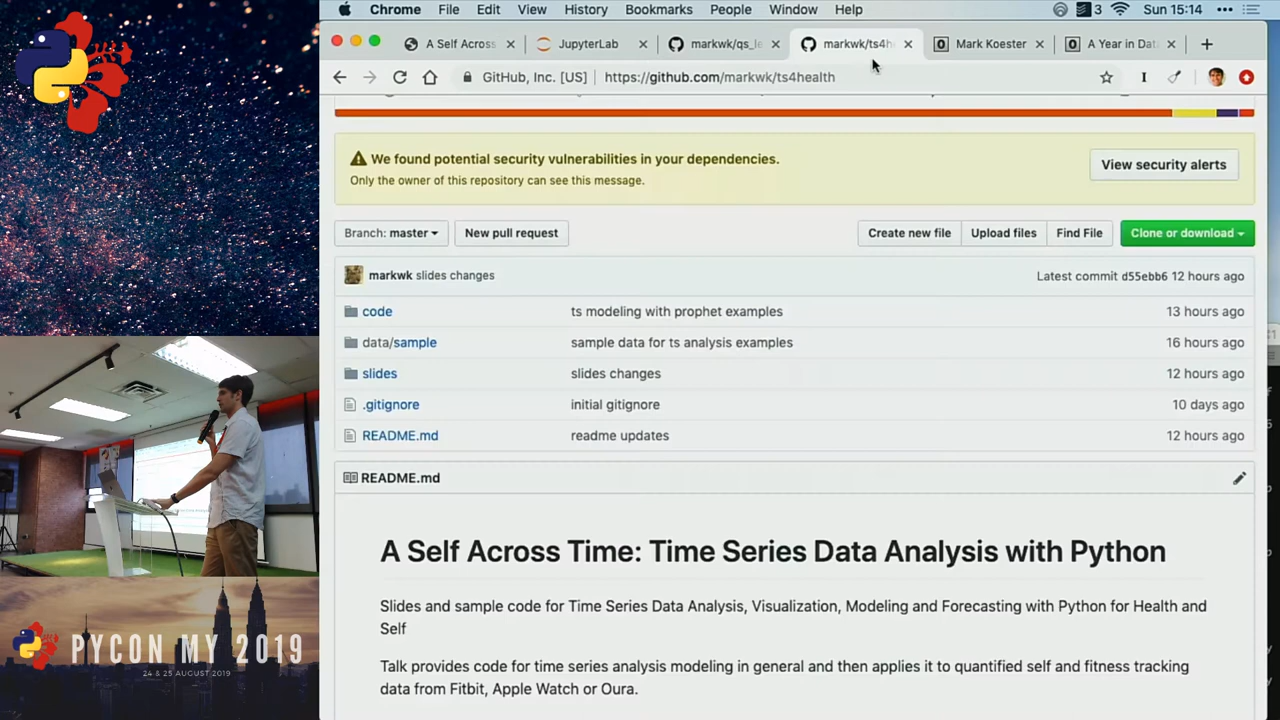 Chrome File Edit View History Bookmarks People Window Help
3 Sun 15:14
A Self Across
JupyterLab
markwk/qs_le
markwk/ts4h
Mark Koester
A Year in Data
GitHub, Inc. [US] https://github.com/markwk/ts4health
We found potential security vulnerabilities in your dependencies.
Only the owner of this repository can see this message.
View security alerts
Branch: master
New pull request
Create new file
Upload files
Find File
Clone or download
markwk slides changes
Latest commit d55ebb6 12 hours ago
code ts modeling with prophet examples 13 hours ago
data/sample sample data for ts analysis examples 16 hours ago
slides slides changes 12 hours ago
.gitignore initial gitignore 10 days ago
README.md readme updates 12 hours ago
README.md
A Self Across Time: Time Series Data Analysis with Python
Slides and sample code for Time Series Data Analysis, Visualization, Modeling and Forecasting with Python for Health and
Self
Talk provides code for time series analysis modeling in general and then applies it to quantified self and fitness tracking
data from Fitbit, Apple Watch or Oura.
PYCON MY 2019
24 & 25 AUGUST 2019